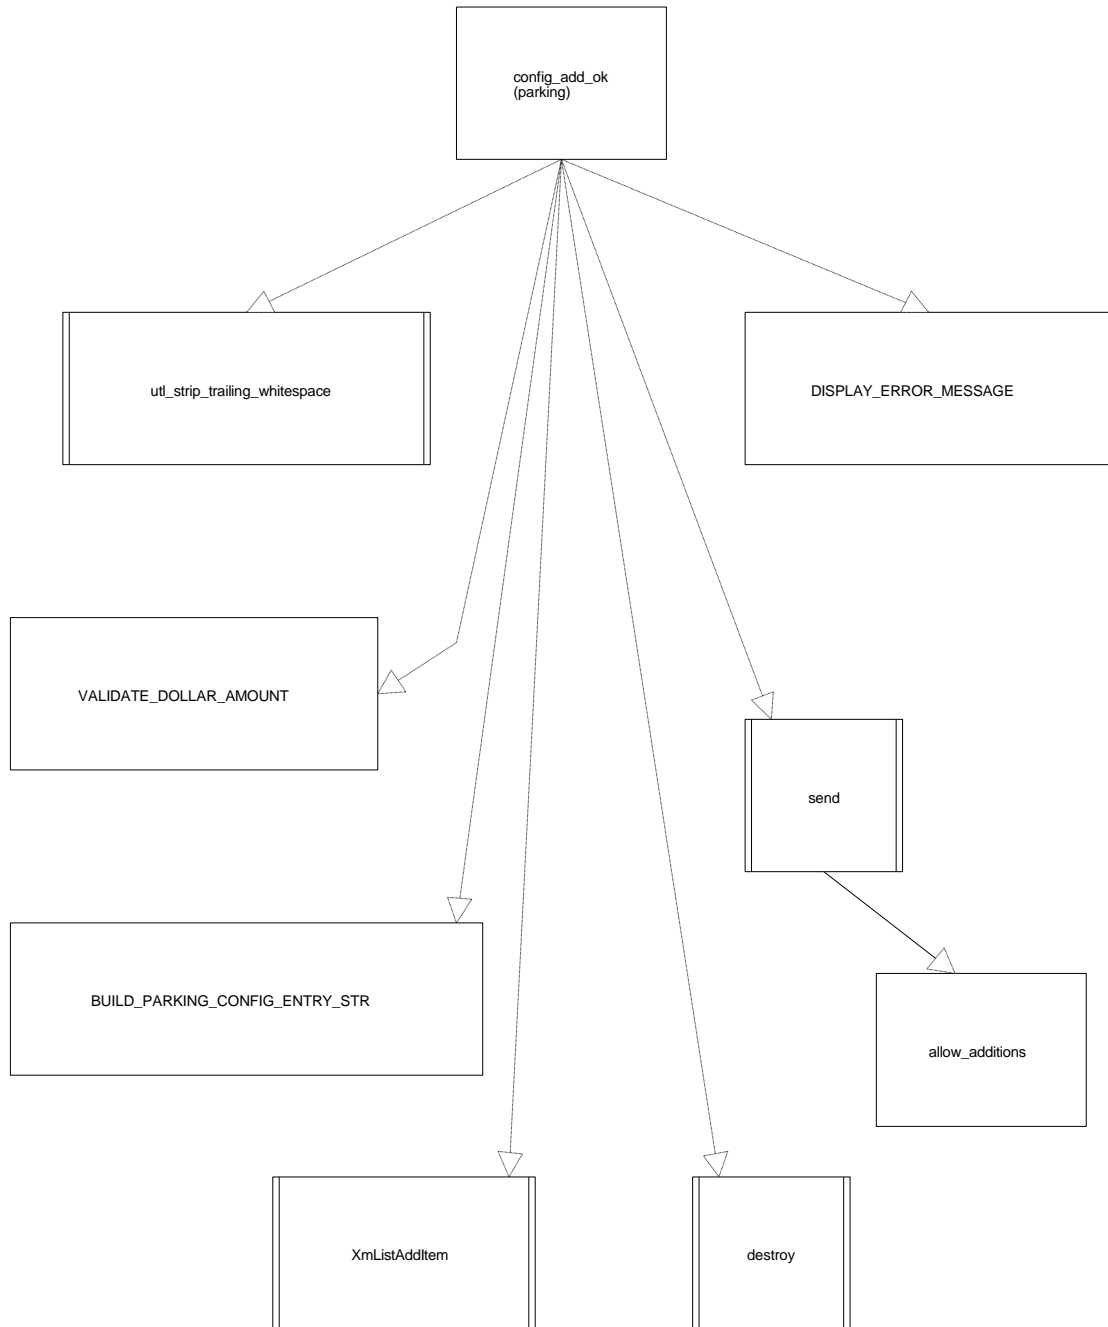 config_add_ok
(parking)
utl_strip_trailing_whitespace
DISPLAY_ERROR_MESSAGE
VALIDATE_DOLLAR_AMOUNT
send
BUILD_PARKING_CONFIG_ENTRY_STR
allow_additions
XmListAddItem
destroy